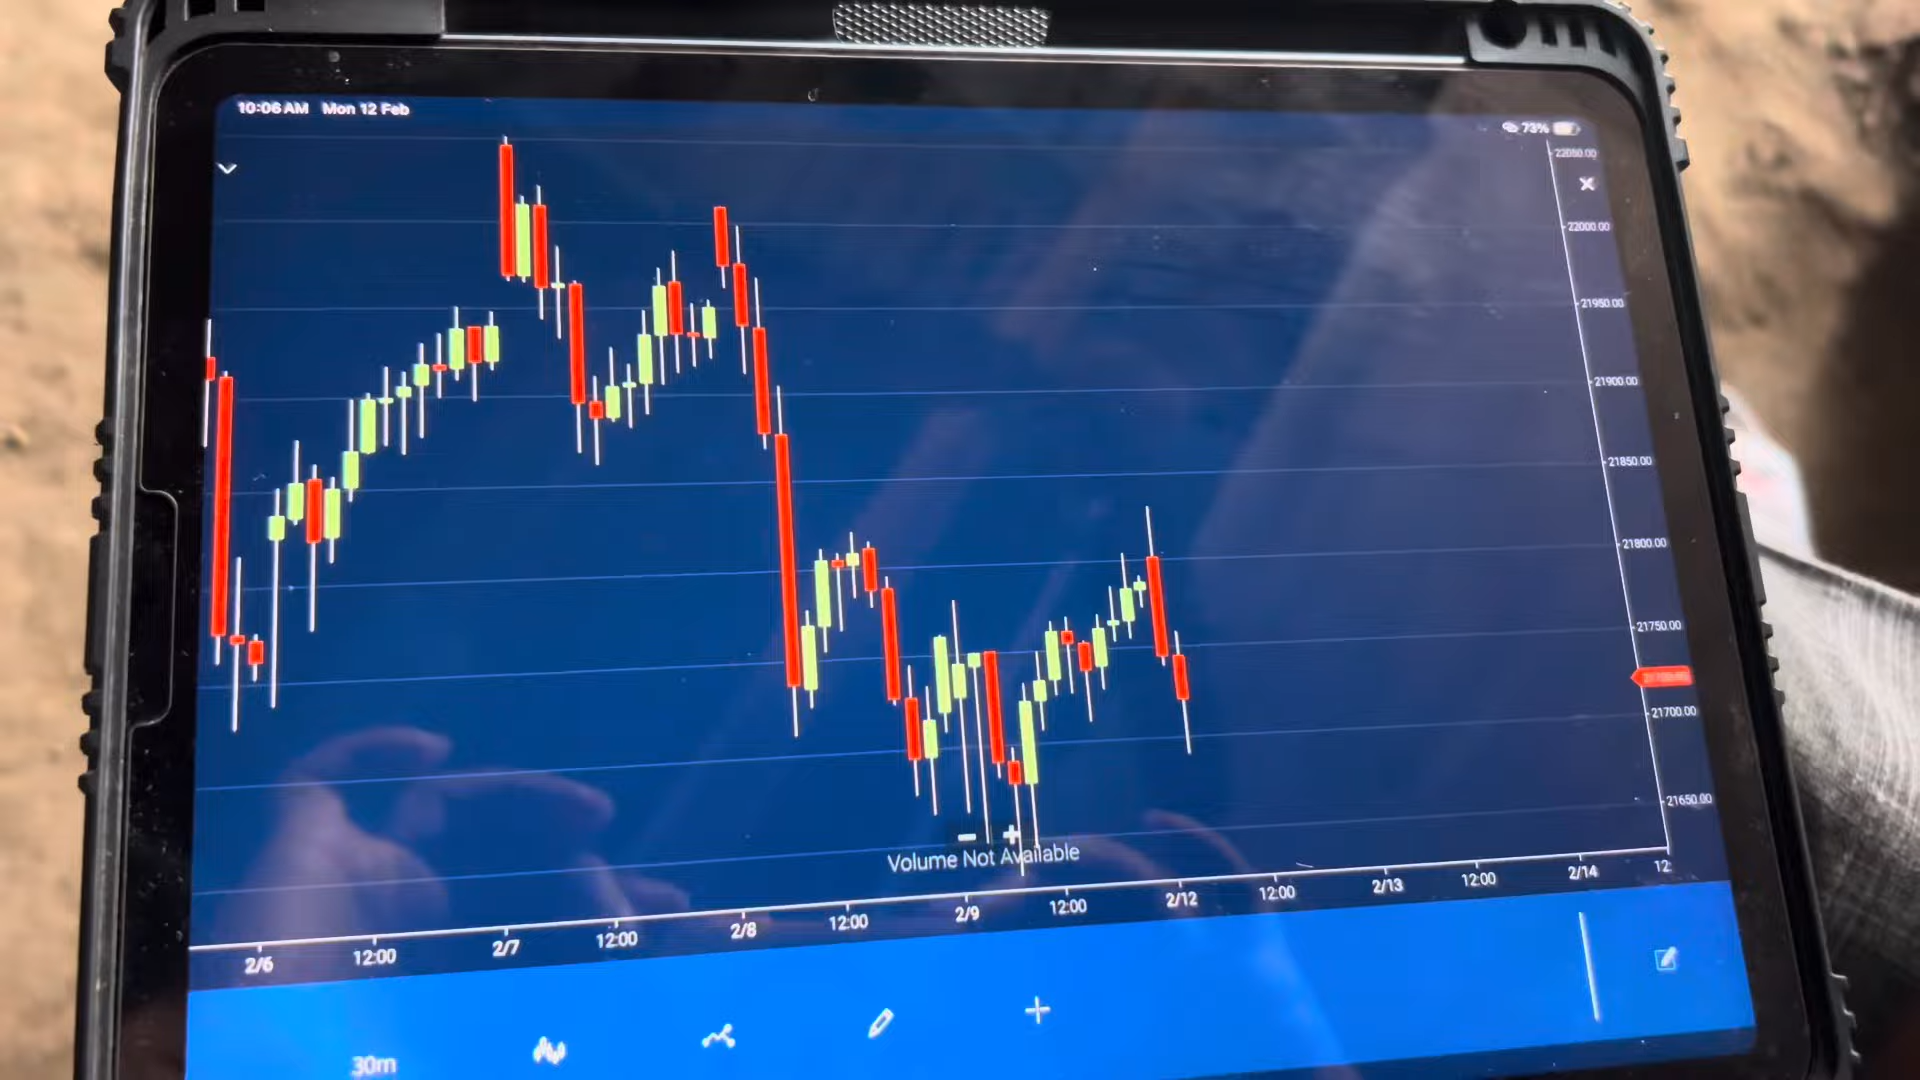 10:06 AM Mon 12 Feb
73%
22050.00
22000.00
21950.00
21900.00
21850.00
21800.00
21750.00
21700.00
21650.00
Volume Not Available
2/6 12:00 2/7 12:00 2/8 12:00 2/9 12:00 2/12 12:00 2/13 12:00 2/14 12:
30m